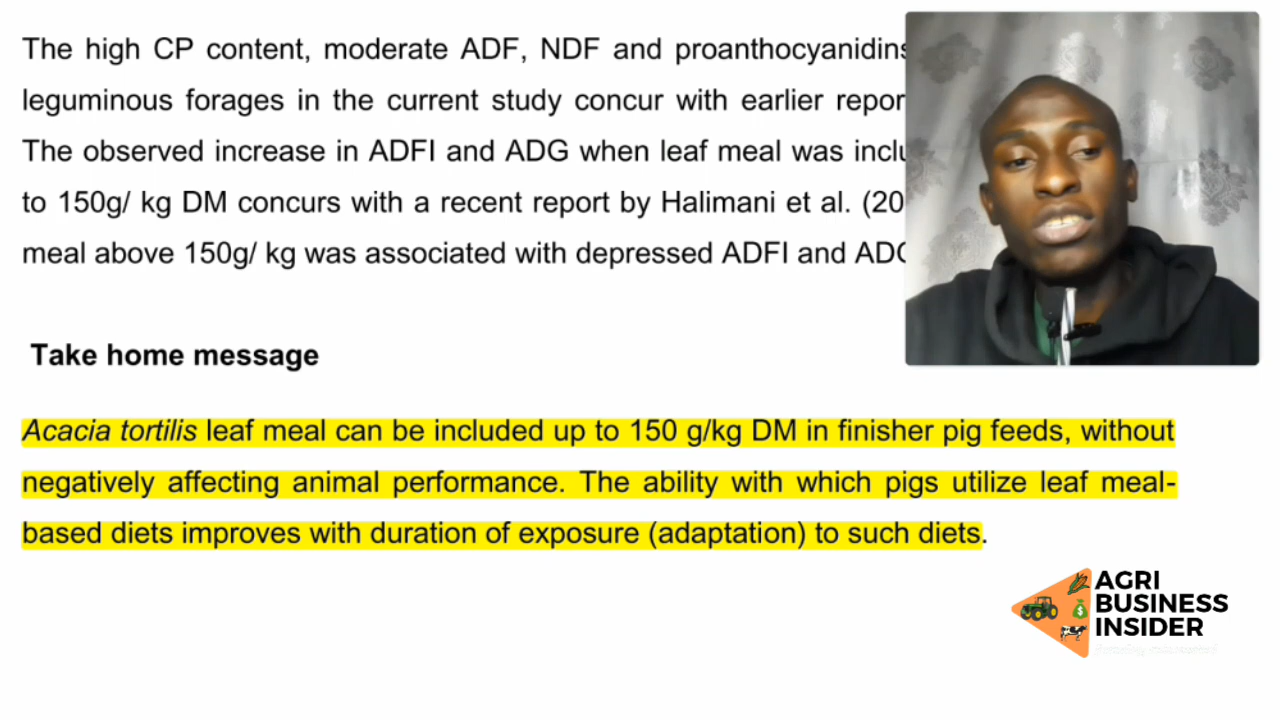 The high CP content, moderate ADF, NDF and proanthocyanidins
leguminous forages in the current study concur with earlier
The observed increase in ADFI and ADG when leaf meal was
to 150g/ kg DM concurs with a recent report by Halimani et al. (20
meal above 150g/ kg was associated with depressed ADFI and
Take home message
Acacia tortilis leaf meal can be included up to 150 g/kg DM in finisher pig feeds, without
negatively affecting animal performance. The ability with which pigs utilize leaf meal-
based diets improves with duration of exposure (adaptation) to such diets.
AGRI
BUSINESS
INSIDER